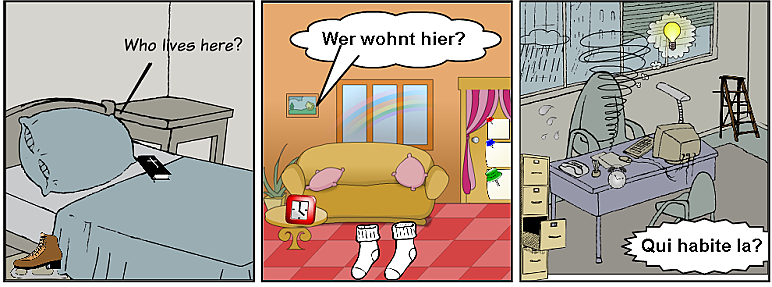 Who lives here?
Wer wohnt hier?
Qui habite la?